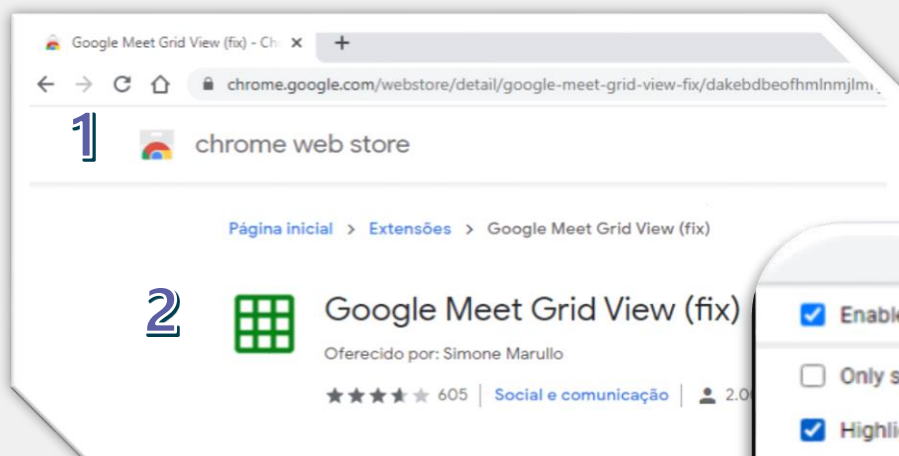 Google Meet Grid View (fix) - Ch
chrome.google.com/webstore/detail/google-meet-grid-view-fix/dakebdbeofhmlnmjlm
1
chrome web store
Página inicial > Extensões > Google Meet Grid View (fix)
2
Google Meet Grid View (fix)
Oferecido por: Simone Marullo
605 | Social e comunicação | 2.0
Enable
Only s
Highli